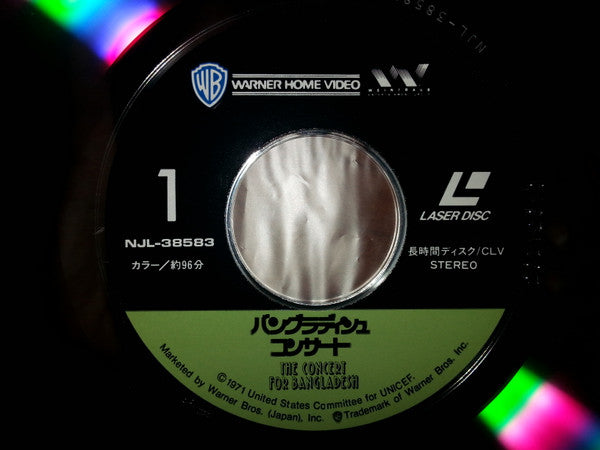 NJL-3858
WB
WARNER HOME VIDEO
1
NJL-38583
カラー/約96分
LASER DISC
長時間ディスク/CLV
STEREO
バングラデシュ
コンサート
THE CONCERT
FOR BANGLADESH
©1971 United States Committee for UNICEF.
Marketed by Warner Bros. (Japan), Inc. Trademark of Warner Bros. Inc.